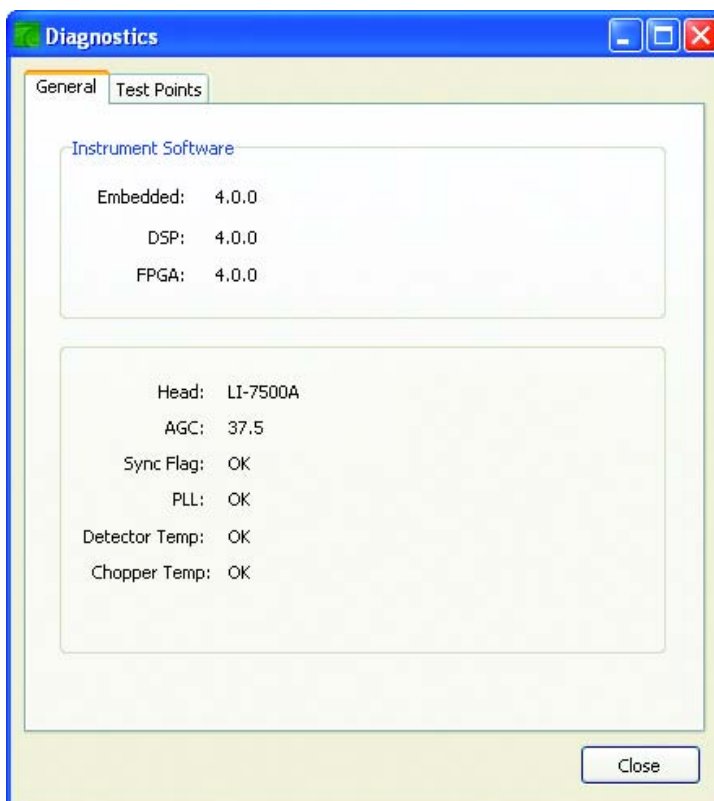 Diagnostics
General Test Points
Instrument Software
Embedded: 4.0.0
DSP: 4.0.0
FPGA: 4.0.0
Head: LI-7500A
AGC: 37.5
Sync Flag: OK
PLL: OK
Detector Temp: OK
Chopper Temp: OK
Close